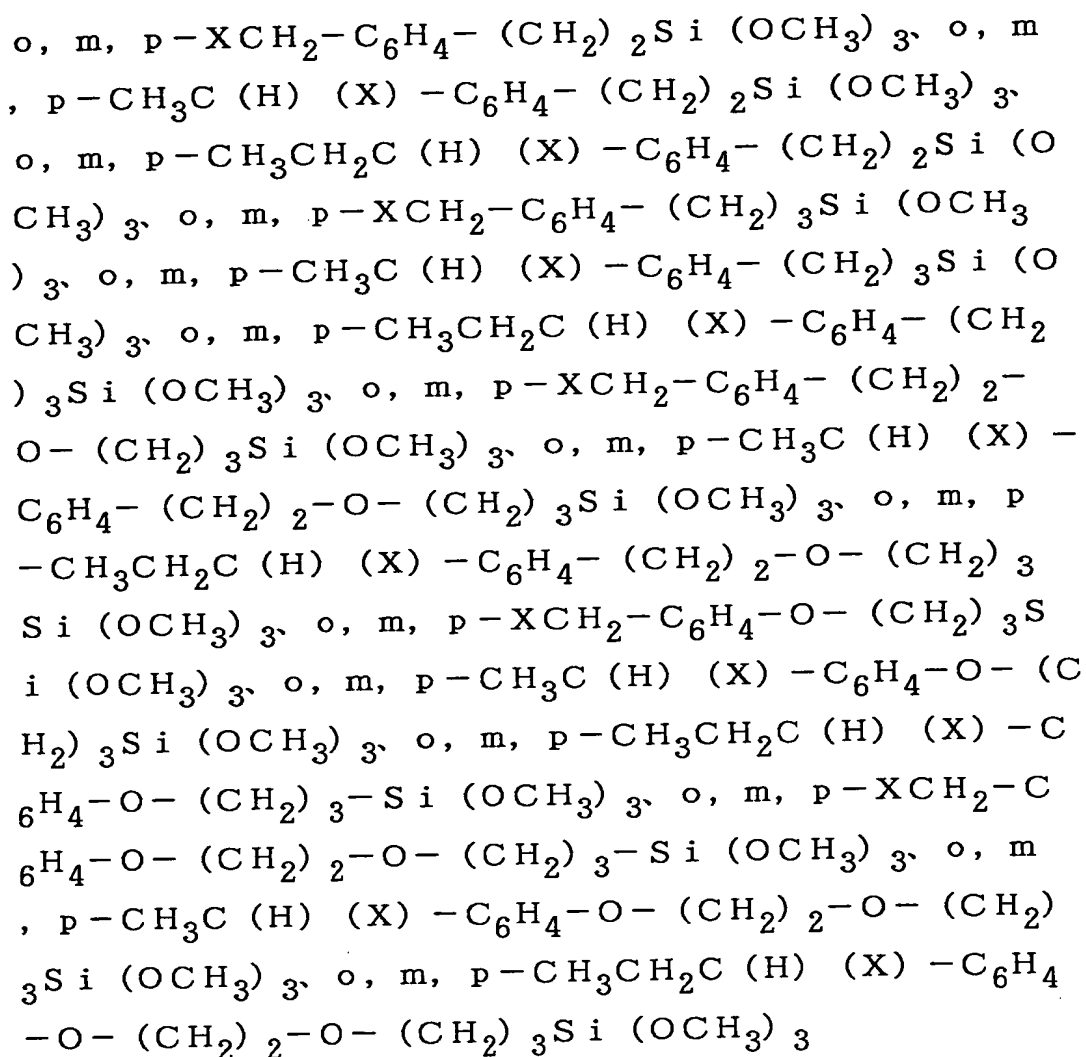 o, m, p－XCH₂－C₆H₄－(CH₂)₂Si(OCH₃)₃、o, m
, p－CH₃C(H)(X)－C₆H₄－(CH₂)₂Si(OCH₃)₃、
o, m, p－CH₃CH₂C(H)(X)－C₆H₄－(CH₂)₂Si(O
CH₃)₃、o, m, p－XCH₂－C₆H₄－(CH₂)₃Si(OCH₃
)₃、o, m, p－CH₃C(H)(X)－C₆H₄－(CH₂)₃Si(O
CH₃)₃、o, m, p－CH₃CH₂C(H)(X)－C₆H₄－(CH₂
)₃Si(OCH₃)₃、o, m, p－XCH₂－C₆H₄－(CH₂)₂－
O－(CH₂)₃Si(OCH₃)₃、o, m, p－CH₃C(H)(X)－
C₆H₄－(CH₂)₂－O－(CH₂)₃Si(OCH₃)₃、o, m, p
－CH₃CH₂C(H)(X)－C₆H₄－(CH₂)₂－O－(CH₂)₃
Si(OCH₃)₃、o, m, p－XCH₂－C₆H₄－O－(CH₂)₃S
i(OCH₃)₃、o, m, p－CH₃C(H)(X)－C₆H₄－O－(C
H₂)₃Si(OCH₃)₃、o, m, p－CH₃CH₂C(H)(X)－C
₆H₄－O－(CH₂)₃－Si(OCH₃)₃、o, m, p－XCH₂－C
₆H₄－O－(CH₂)₂－O－(CH₂)₃－Si(OCH₃)₃、o, m
, p－CH₃C(H)(X)－C₆H₄－O－(CH₂)₂－O－(CH₂)
₃Si(OCH₃)₃、o, m, p－CH₃CH₂C(H)(X)－C₆H₄
－O－(CH₂)₂－O－(CH₂)₃Si(OCH₃)₃